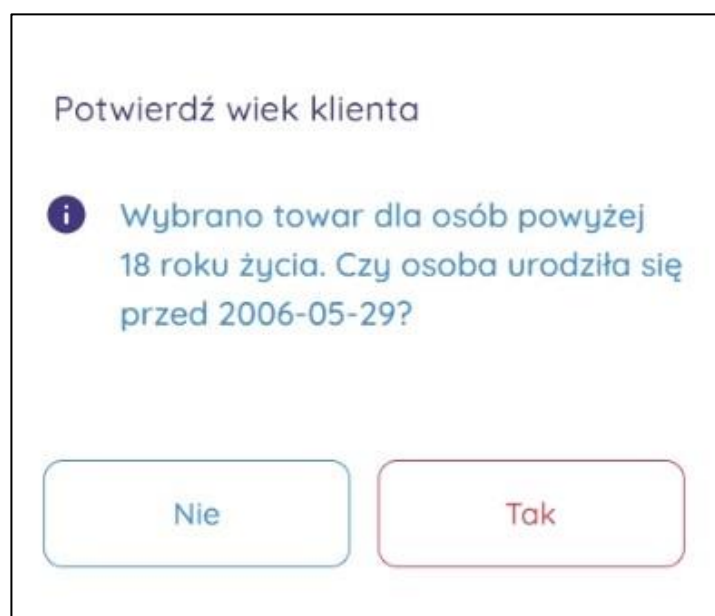 Potwierdź wiek klienta
Wybrano towar dla osób powyżej
18 roku życia. Czy osoba urodziła się
przed 2006-05-29?
Nie
Tak